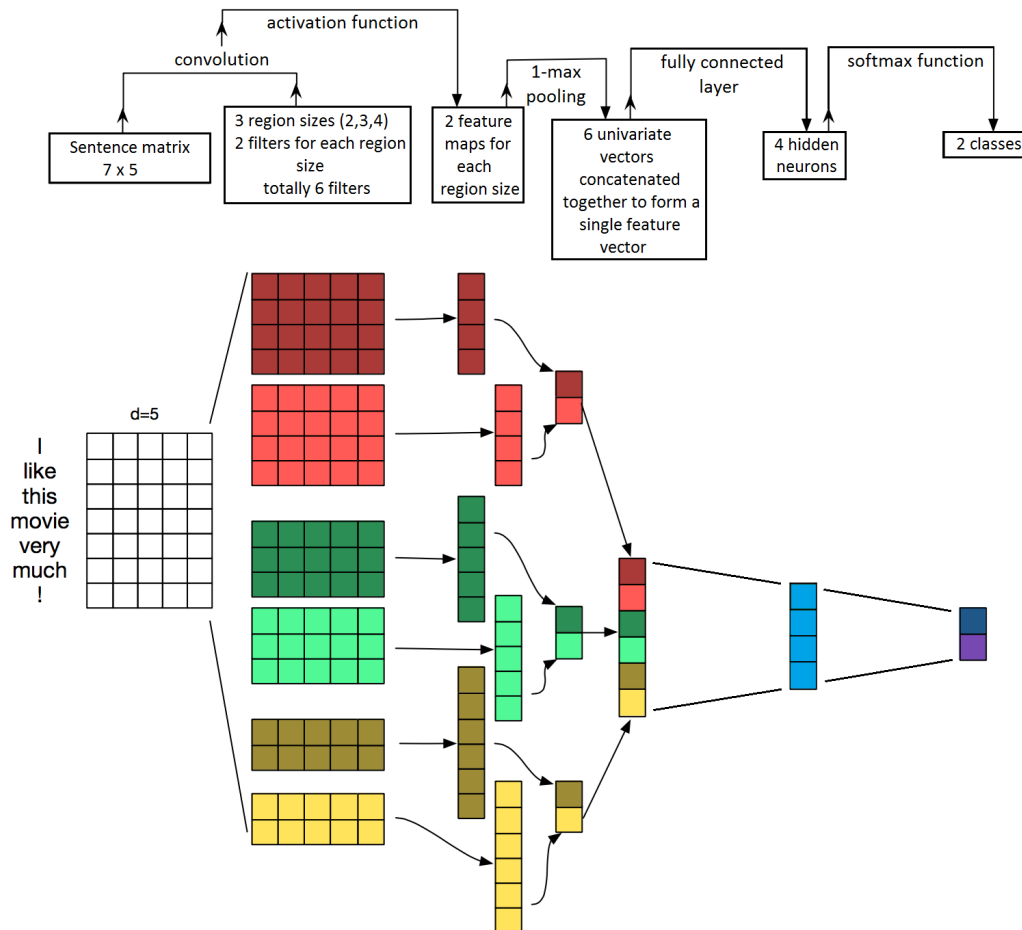 activation function
convolution
1-max
pooling
fully connected
layer
softmax function
Sentence matrix
7 x 5
3 region sizes (2,3,4)
2 filters for each region
size
totally 6 filters
2 feature
maps for
each
region size
6 univariate
vectors
concatenated
together to form a
single feature
vector
4 hidden
neurons
2 classes
d=5
I
like
this
movie
very
much
!